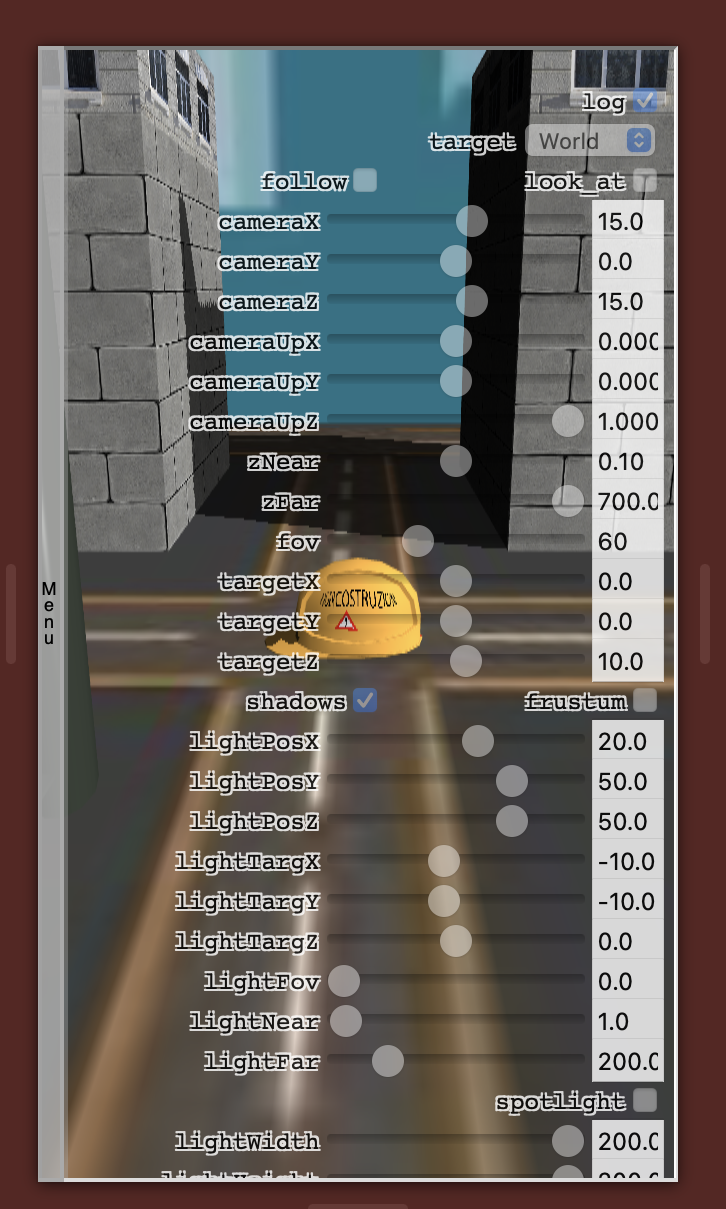 log
target World
follow look_at
cameraX 15.0
cameraY 0.0
cameraZ 15.0
cameraUpX 0.000
cameraUpY 0.000
cameraUpZ 1.000
zNear 0.10
zFar 700.0
fov 60
COSTRUZIONI
targetX 0.0
targetY 0.0
targetZ 10.0
Menu
shadows frustum
lightPosX 20.0
lightPosY 50.0
lightPosZ 50.0
lightTargX -10.0
lightTargY -10.0
lightTargZ 0.0
lightFov 0.0
lightNear 1.0
lightFar 200.0
spotlight
lightWidth 200.0